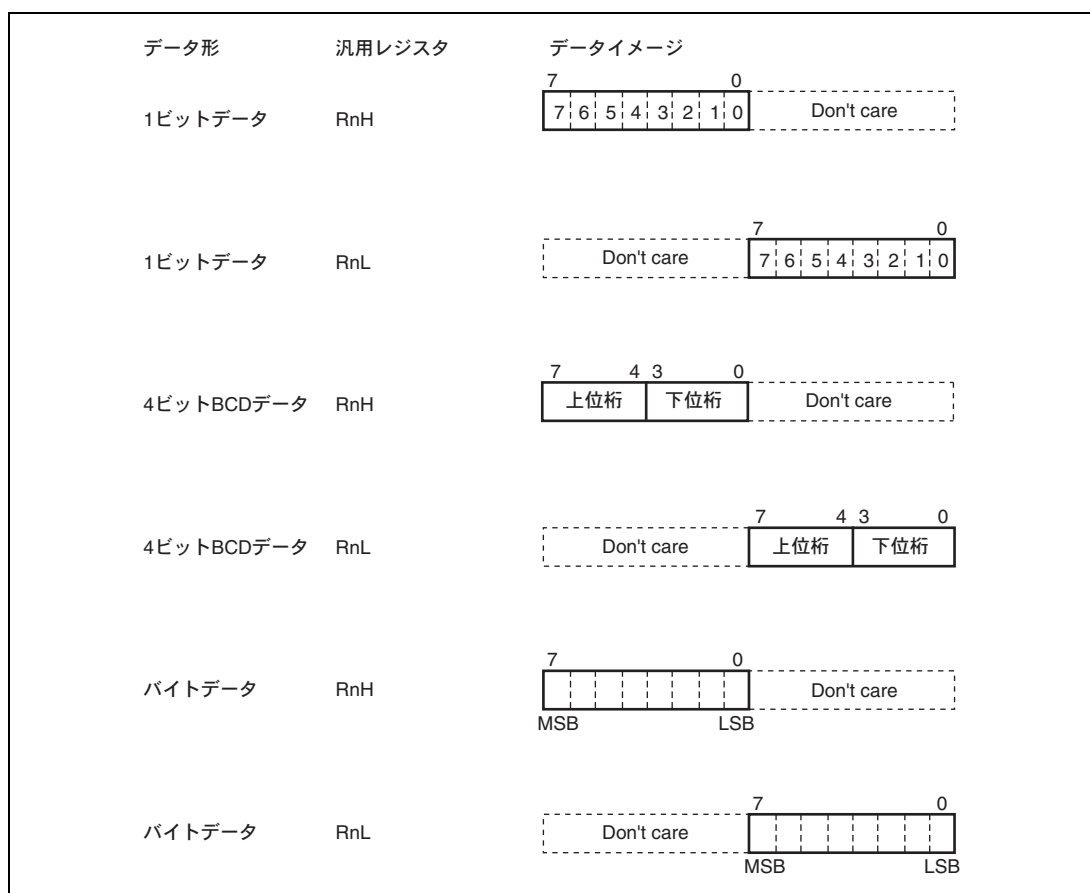 データ形 汎用レジスタ データイメージ
7 0
1ビットデータ RnH 7 6 5 4 3 2 1 0 Don't care
7 0
1ビットデータ RnL Don't care 7 6 5 4 3 2 1 0
7 4 3 0
4ビットBCDデータ RnH 上位桁 下位桁 Don't care
7 4 3 0
4ビットBCDデータ RnL Don't care 上位桁 下位桁
7 0
バイトデータ RnH Don't care
MSB LSB
7 0
バイトデータ RnL Don't care
MSB LSB